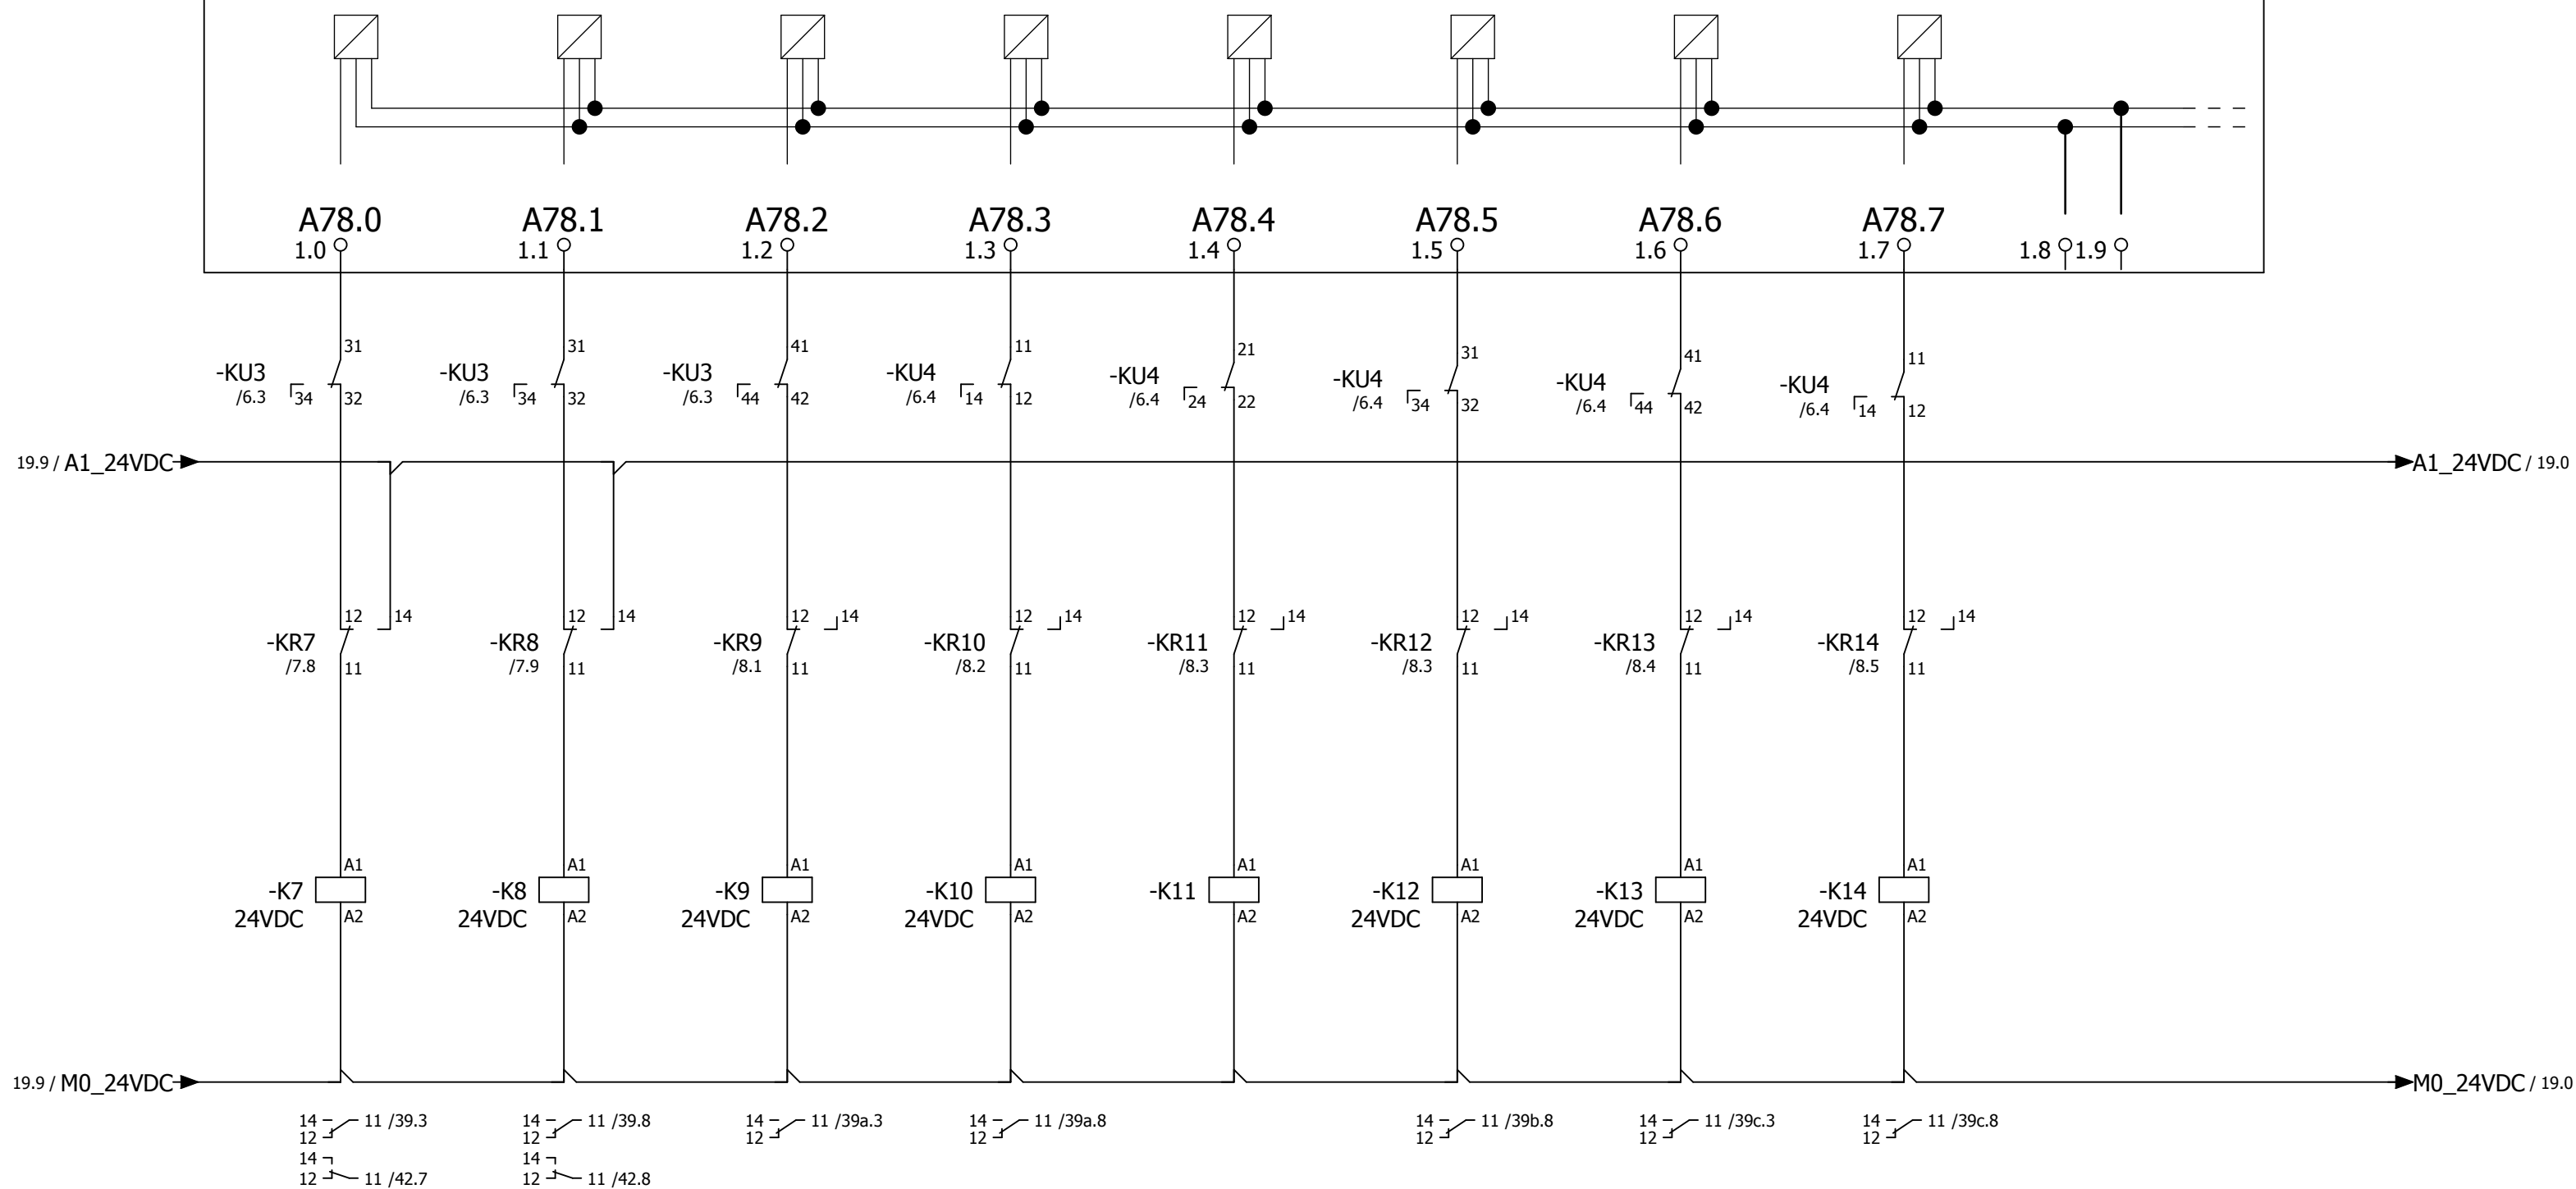 A78.0 A78.1 A78.2 A78.3 A78.4 A78.5 A78.6 A78.7
1.0 1.1 1.2 1.3 1.4 1.5 1.6 1.7 1.8 1.9
31 31 41 11 21 31 41 11
-KU3 -KU3 -KU3 -KU4 -KU4 -KU4 -KU4 -KU4
/6.3 34 32 /6.3 34 32 /6.3 44 42 /6.4 14 12 /6.4 24 22 /6.4 34 32 /6.4 44 42 /6.4 14 12
19.9 / A1_24VDC A1_24VDC / 19.0
12 14 12 14 12 14 12 14 12 14 12 14 12 14 12 14
-KR7 -KR8 -KR9 -KR10 -KR11 -KR12 -KR13 -KR14
/7.8 11 /7.9 11 /8.1 11 /8.2 11 /8.3 11 /8.3 11 /8.4 11 /8.5 11
A1 A1 A1 A1 A1 A1 A1 A1
-K7 -K8 -K9 -K10 -K11 -K12 -K13 -K14
24VDC A2 24VDC A2 24VDC A2 24VDC A2 A2 24VDC A2 24VDC A2 24VDC A2
19.9 / M0_24VDC M0_24VDC / 19.0
14 11 /39.3 14 11 /39.8 14 11 /39a.3 14 11 /39a.8 14 11 /39b.8 14 11 /39c.3 14 11 /39c.8
12 12 12 12 12 12 12
14 14
12 11 /42.7 12 11 /42.8